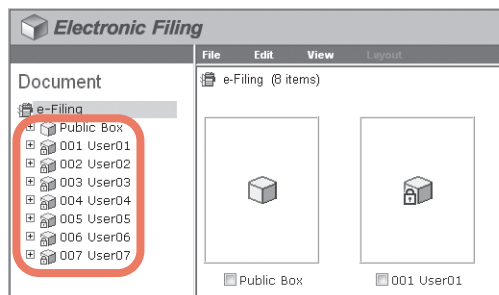 Electronic Filing
File Edit View Layout
Document
e-Filing
Public Box
001 User01
002 User02
003 User03
004 User04
005 User05
006 User06
007 User07
e-Filing (8 items)
Public Box
001 User01